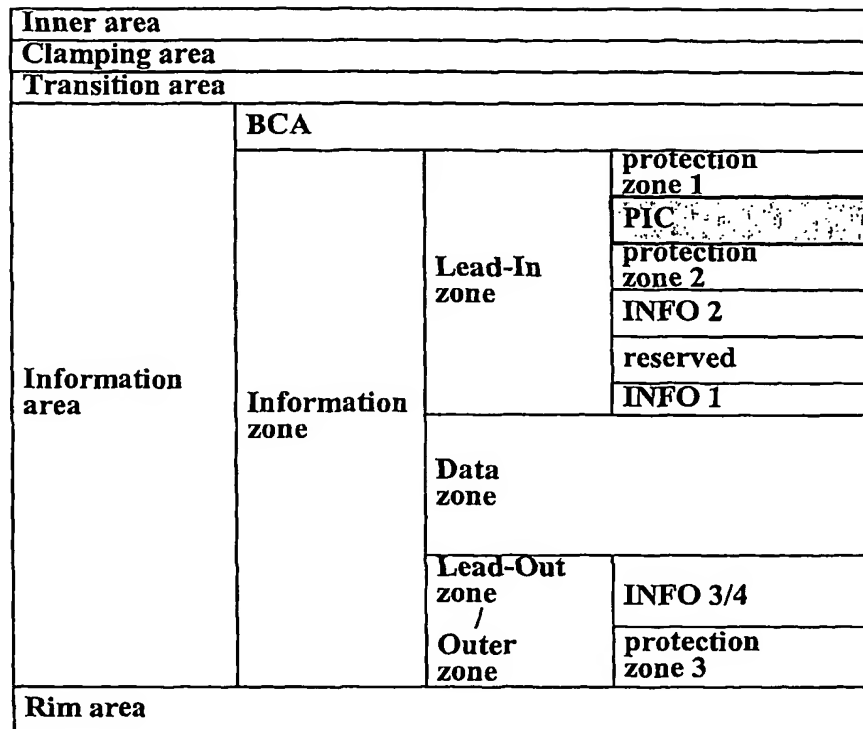 Inner area
Clamping area
Transition area
BCA
protection
zone 1
PIC
Lead-In
zone
protection
zone 2
INFO 2
reserved
INFO 1
Information
area
Information
zone
Data
zone
Lead-Out
zone
/
Outer
zone
INFO 3/4
protection
zone 3
Rim area